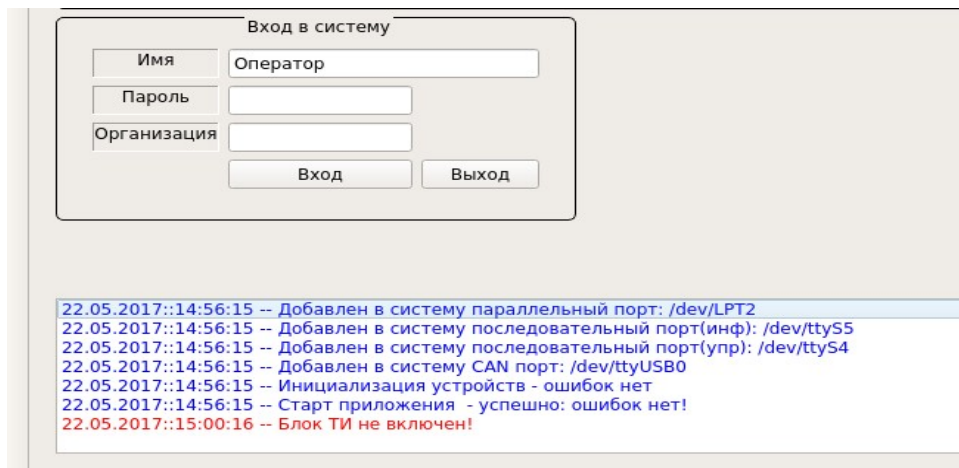 Вход в систему
Имя
Оператор
Пароль
Организация
Вход
Выход
22.05.2017::14:56:15 -- Добавлен в систему параллельный порт: /dev/LPT2
22.05.2017::14:56:15 -- Добавлен в систему последовательный порт(инф): /dev/ttyS5
22.05.2017::14:56:15 -- Добавлен в систему последовательный порт(упр): /dev/ttyS4
22.05.2017::14:56:15 -- Добавлен в систему CAN порт: /dev/ttyUSB0
22.05.2017::14:56:15 -- Инициализация устройств - ошибок нет
22.05.2017::14:56:15 -- Старт приложения  - успешно: ошибок нет!
22.05.2017::15:00:16 -- Блок ТИ не включен!